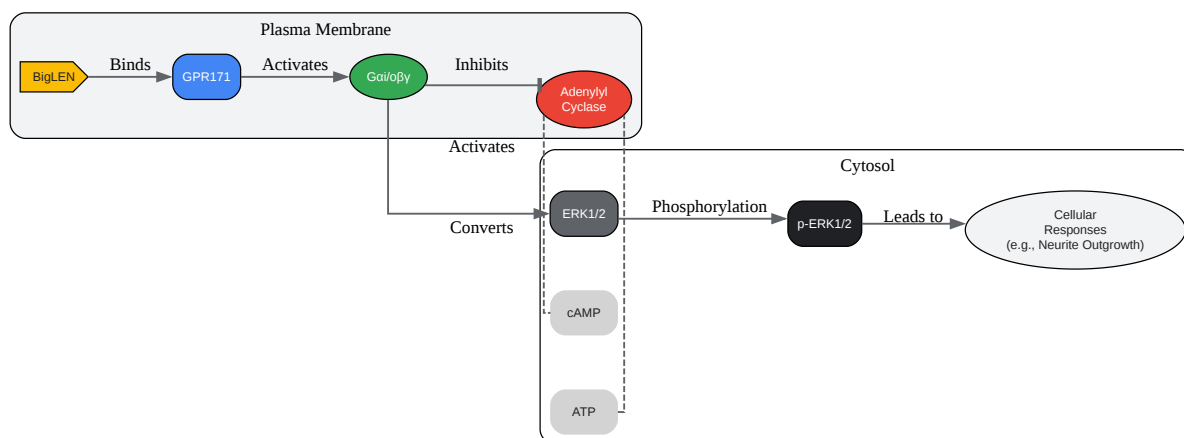 Plasma Membrane
BigLEN
Binds
GPR171
Activates
Gαi/oβγ
Inhibits
Adenylyl
Cyclase
Activates
Cytosol
ERK1/2
Converts
Phosphorylation
p-ERK1/2
Leads to
Cellular
Responses
(e.g., Neurite Outgrowth)
cAMP
ATP